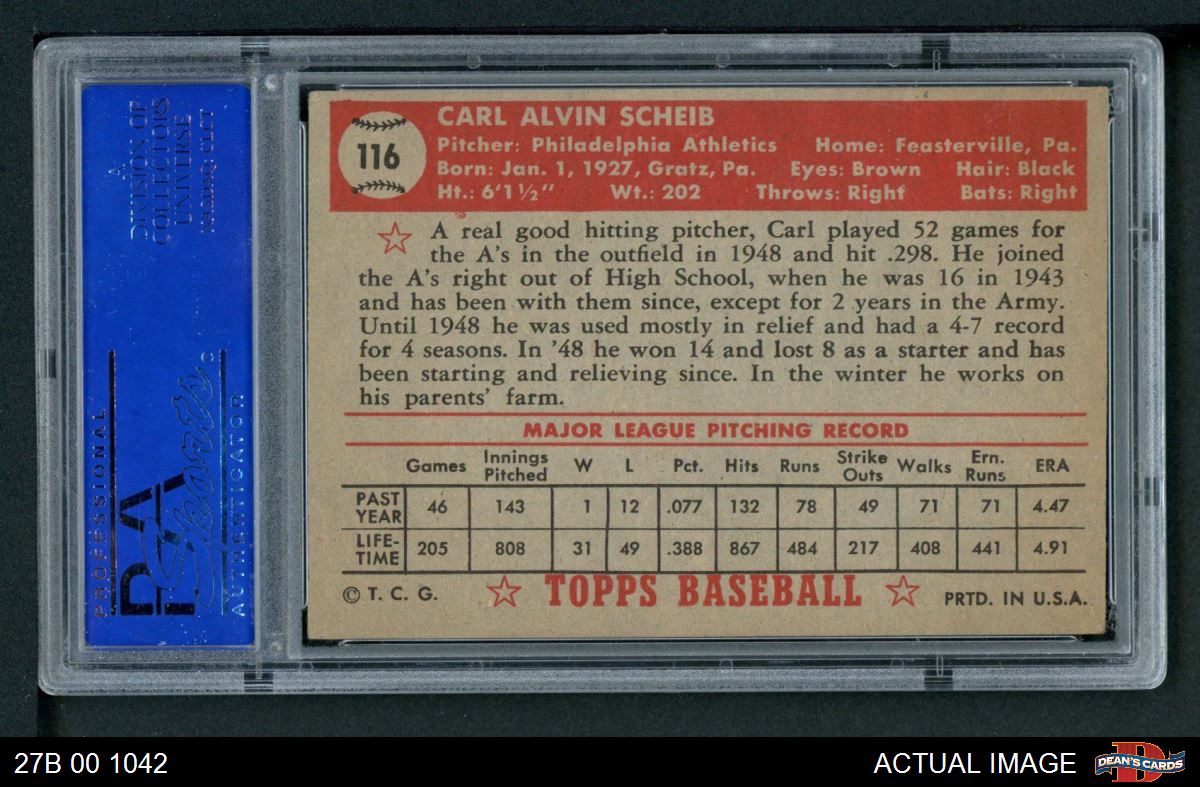 A
DIVISION OF
COLLECTORS
UNIVERSE
NASDAQ: CLCT
PROFESSIONAL
PSA
Sports
AUTHENTICATOR
116
CARL ALVIN SCHEIB
Pitcher: Philadelphia Athletics Home: Feasterville, Pa.
Born: Jan. 1, 1927, Gratz, Pa. Eyes: Brown Hair: Black
Ht.: 6'1½" Wt.: 202 Throws: Right Bats: Right
A real good hitting pitcher, Carl played 52 games for
the A's in the outfield in 1948 and hit .298. He joined
the A's right out of High School, when he was 16 in 1943
and has been with them since, except for 2 years in the Army.
Until 1948 he was used mostly in relief and had a 4-7 record
for 4 seasons. In '48 he won 14 and lost 8 as a starter and has
been starting and relieving since. In the winter he works on
his parents' farm.
MAJOR LEAGUE PITCHING RECORD
Games Innings Pitched W L Pct. Hits Runs Strike Outs Walks Ern. Runs ERA
PAST YEAR 46 143 1 12 .077 132 78 49 71 71 4.47
LIFE-TIME 205 808 31 49 .388 867 484 217 408 441 4.91
© T. C. G. TOPPS BASEBALL PRTD. IN U.S.A.
27B 00 1042 ACTUAL IMAGE
D
DEAN'S CARDS